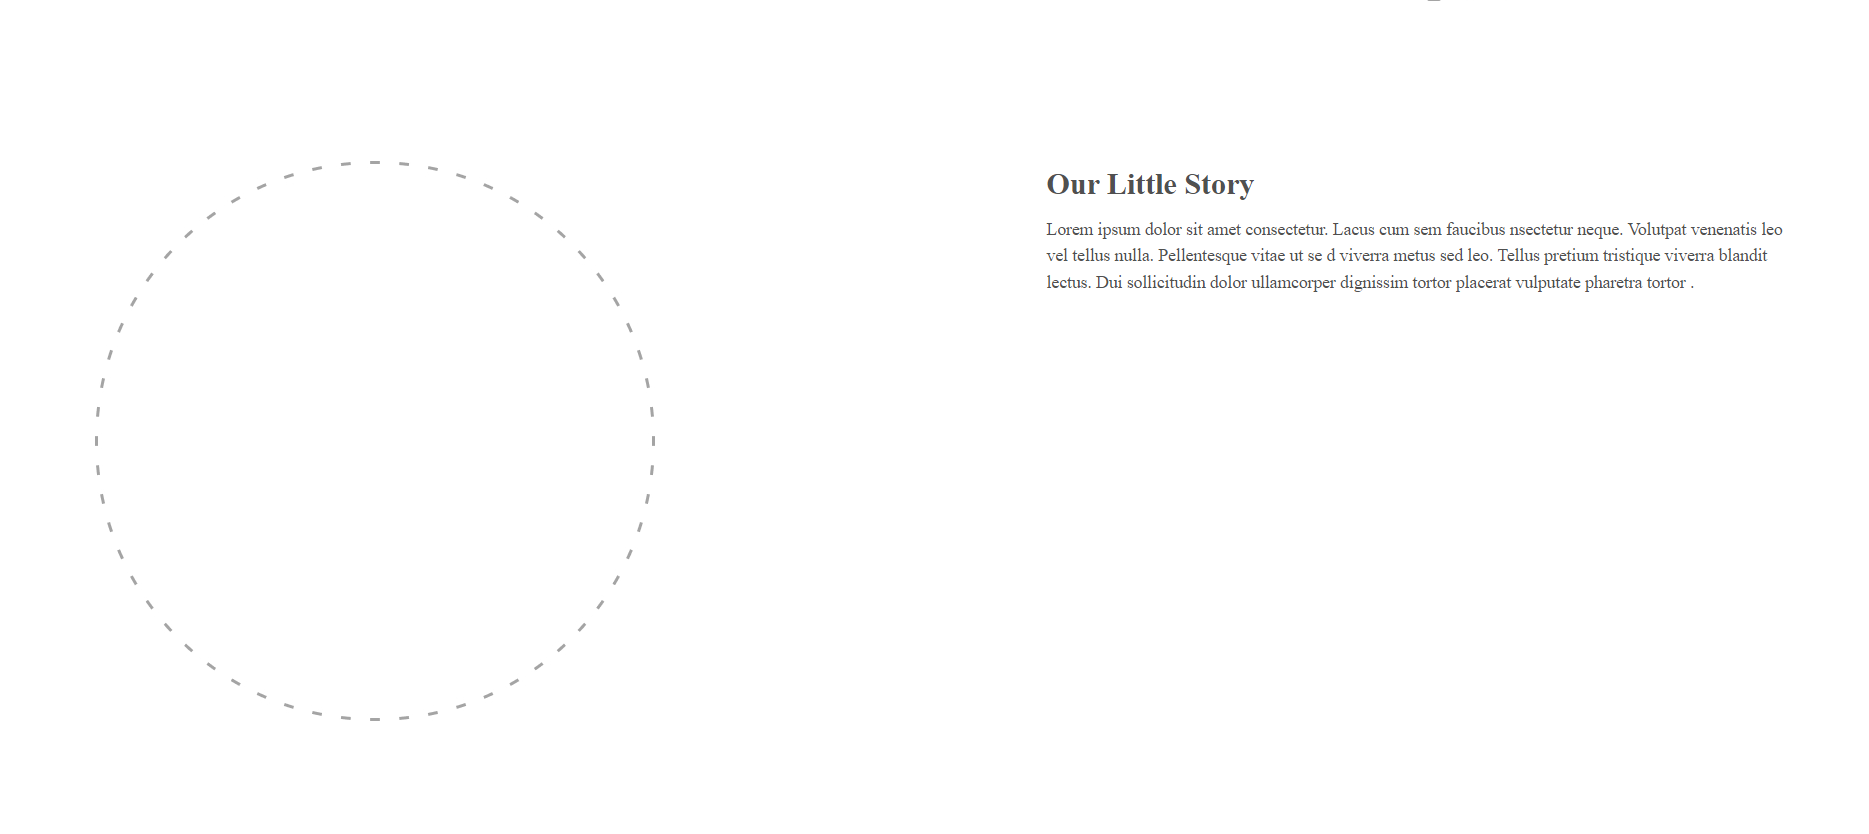 Our Little Story
Lorem ipsum dolor sit amet consectetur. Lacus cum sem faucibus nsectetur neque. Volutpat venenatis leo
vel tellus nulla. Pellentesque vitae ut se d viverra metus sed leo. Tellus pretium tristique viverra blandit
lectus. Dui sollicitudin dolor ullamcorper dignissim tortor placerat vulputate pharetra tortor .